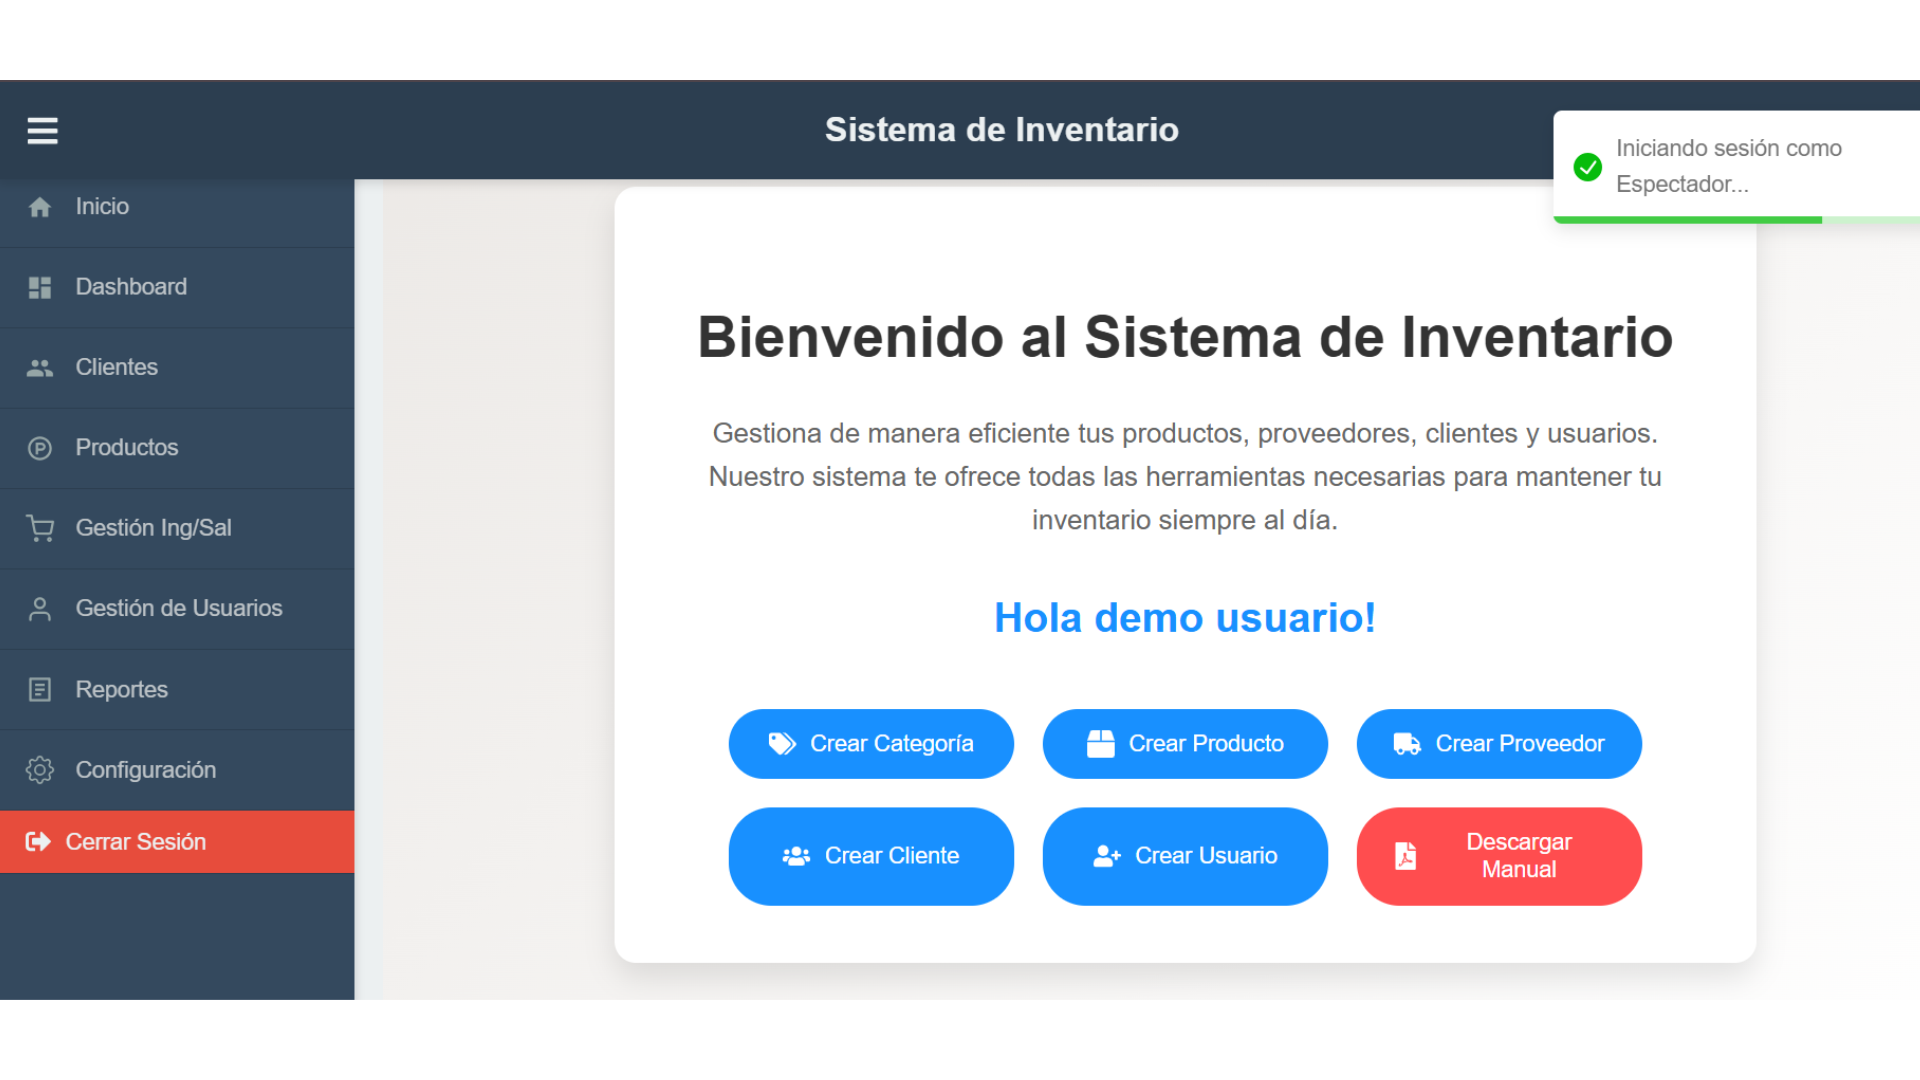 Sistema de Inventario
Iniciando sesión como
Espectador...
Inicio
Dashboard
Clientes
Productos
Gestión Ing/Sal
Gestión de Usuarios
Reportes
Configuración
Cerrar Sesión
Bienvenido al Sistema de Inventario
Gestiona de manera eficiente tus productos, proveedores, clientes y usuarios.
Nuestro sistema te ofrece todas las herramientas necesarias para mantener tu
inventario siempre al día.
Hola demo usuario!
Crear Categoría
Crear Producto
Crear Proveedor
Crear Cliente
Crear Usuario
Descargar
Manual